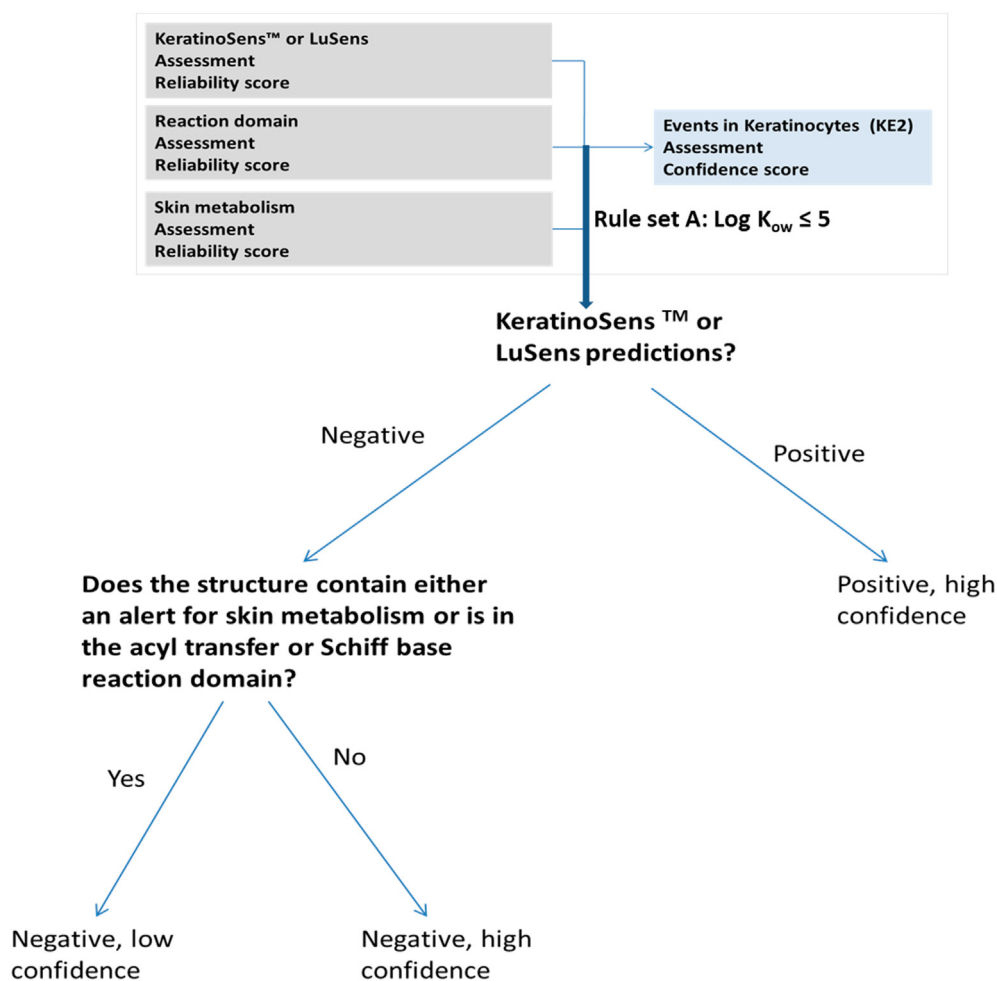 KeratinoSens™ or LuSens
Assessment
Reliability score
Reaction domain
Assessment
Reliability score
Skin metabolism
Assessment
Reliability score
Events in Keratinocytes (KE2)
Assessment
Confidence score
Rule set A: Log Kow ≤ 5
KeratinoSens TM or
LuSens predictions?
Negative
Positive
Does the structure contain either
an alert for skin metabolism or is in
the acyl transfer or Schiff base
reaction domain?
Positive, high
confidence
Yes
No
Negative, low
confidence
Negative, high
confidence